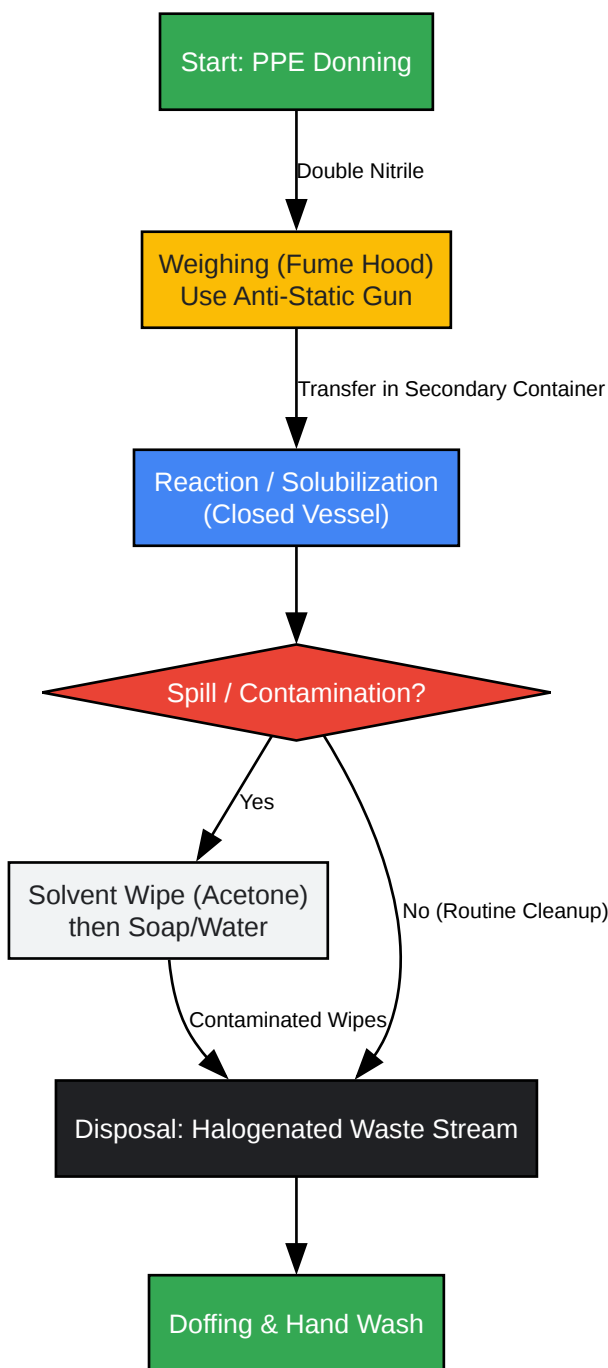 Start: PPE Donning
Double Nitrile
Weighing (Fume Hood)
Use Anti-Static Gun
Transfer in Secondary Container
Reaction / Solubilization
(Closed Vessel)
Spill / Contamination?
Yes
Solvent Wipe (Acetone)
then Soap/Water
No (Routine Cleanup)
Contaminated Wipes
Disposal: Halogenated Waste Stream
Doffing & Hand Wash